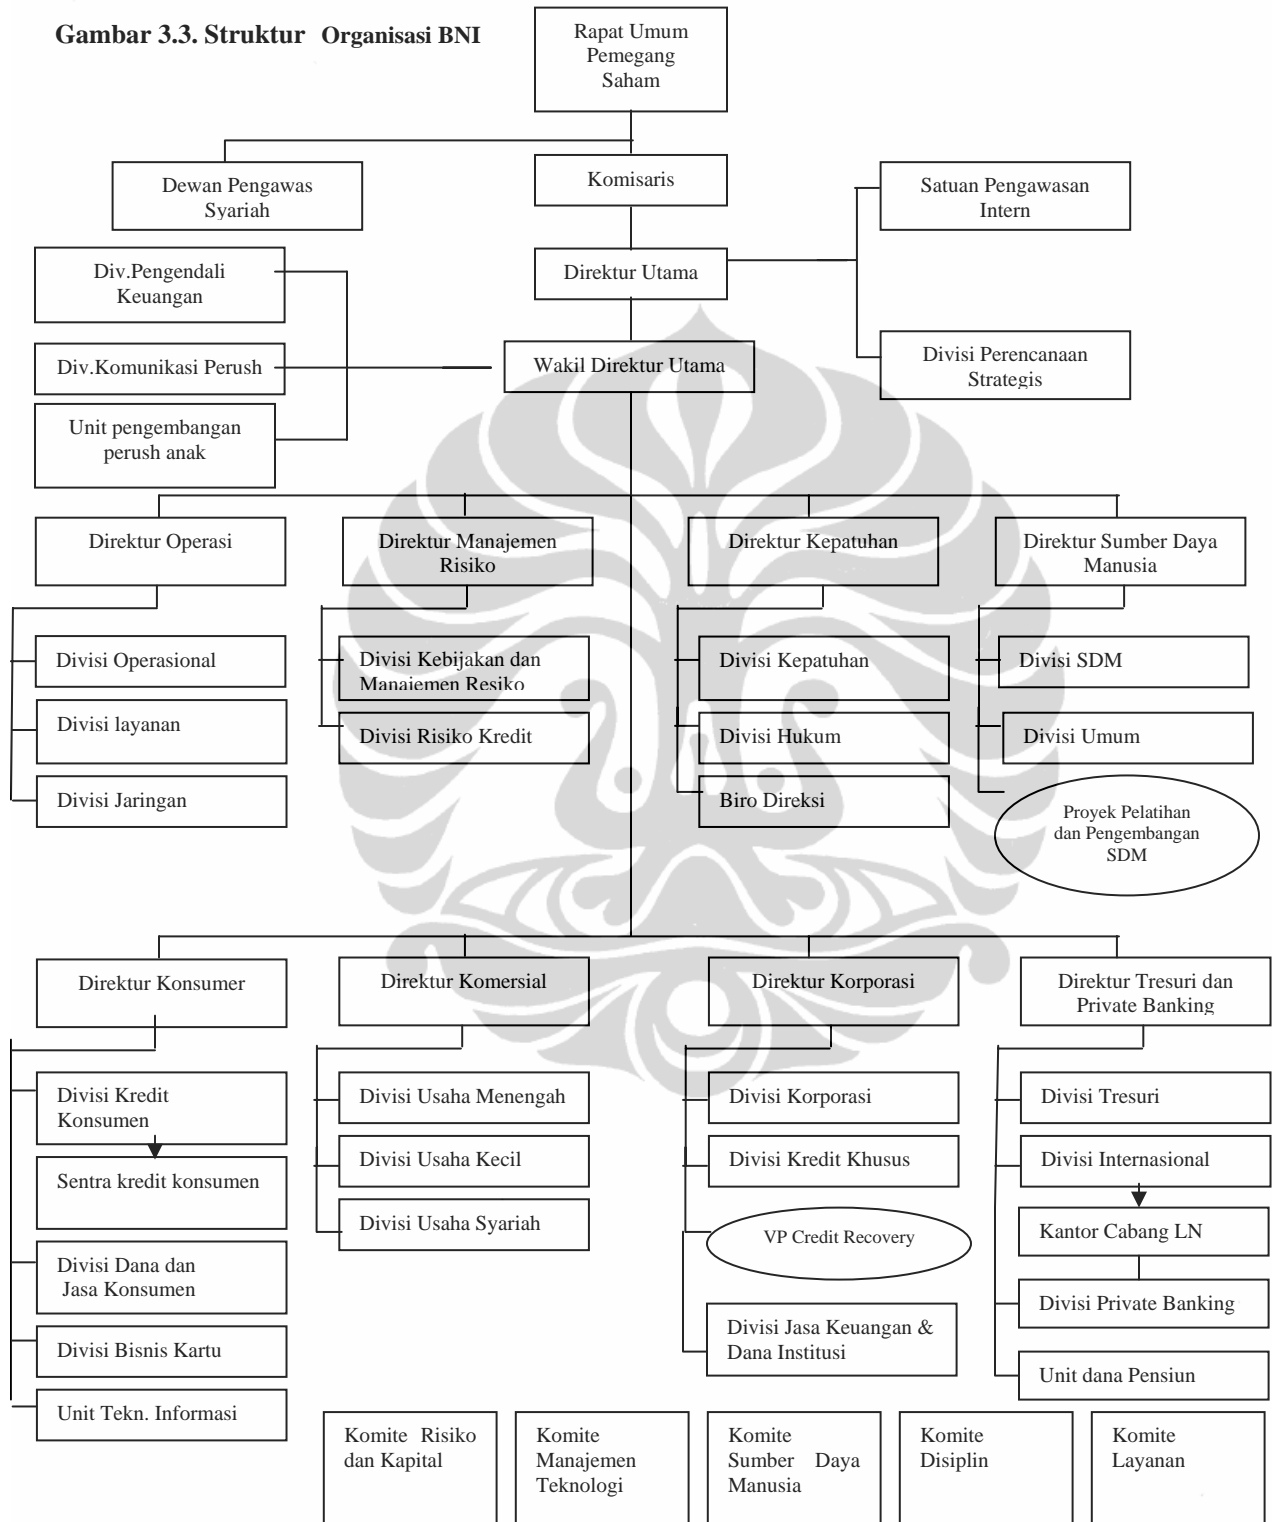 Gambar 3.3. Struktur Organisasi BNI
Rapat Umum
Pemegang
Saham
Dewan Pengawas
Syariah
Komisaris
Satuan Pengawasan
Intern
Div.Pengendali
Keuangan
Direktur Utama
Div.Komunikasi Perush
Wakil Direktur Utama
Divisi Perencanaan
Strategis
Unit pengembangan
perush anak
Direktur Operasi
Direktur Manajemen
Risiko
Direktur Kepatuhan
Direktur Sumber Daya
Manusia
Divisi Operasional
Divisi Kebijakan dan
Manajemen Resiko
Divisi Kepatuhan
Divisi SDM
Divisi layanan
Divisi Risiko Kredit
Divisi Hukum
Divisi Umum
Divisi Jaringan
Biro Direksi
Proyek Pelatihan
dan Pengembangan
SDM
Direktur Konsumer
Direktur Komersial
Direktur Korporasi
Direktur Tresuri dan
Private Banking
Divisi Kredit
Konsumen
Divisi Usaha Menengah
Divisi Korporasi
Divisi Tresuri
Sentra kredit konsumen
Divisi Usaha Kecil
Divisi Kredit Khusus
Divisi Internasional
Divisi Usaha Syariah
VP Credit Recovery
Kantor Cabang LN
Divisi Dana dan
Jasa Konsumen
Divisi Private Banking
Divisi Bisnis Kartu
Divisi Jasa Keuangan &
Dana Institusi
Unit dana Pensiun
Unit Tekn. Informasi
Komite Risiko
dan Kapital
Komite
Manajemen
Teknologi
Komite
Sumber Daya
Manusia
Komite
Disiplin
Komite
Layanan